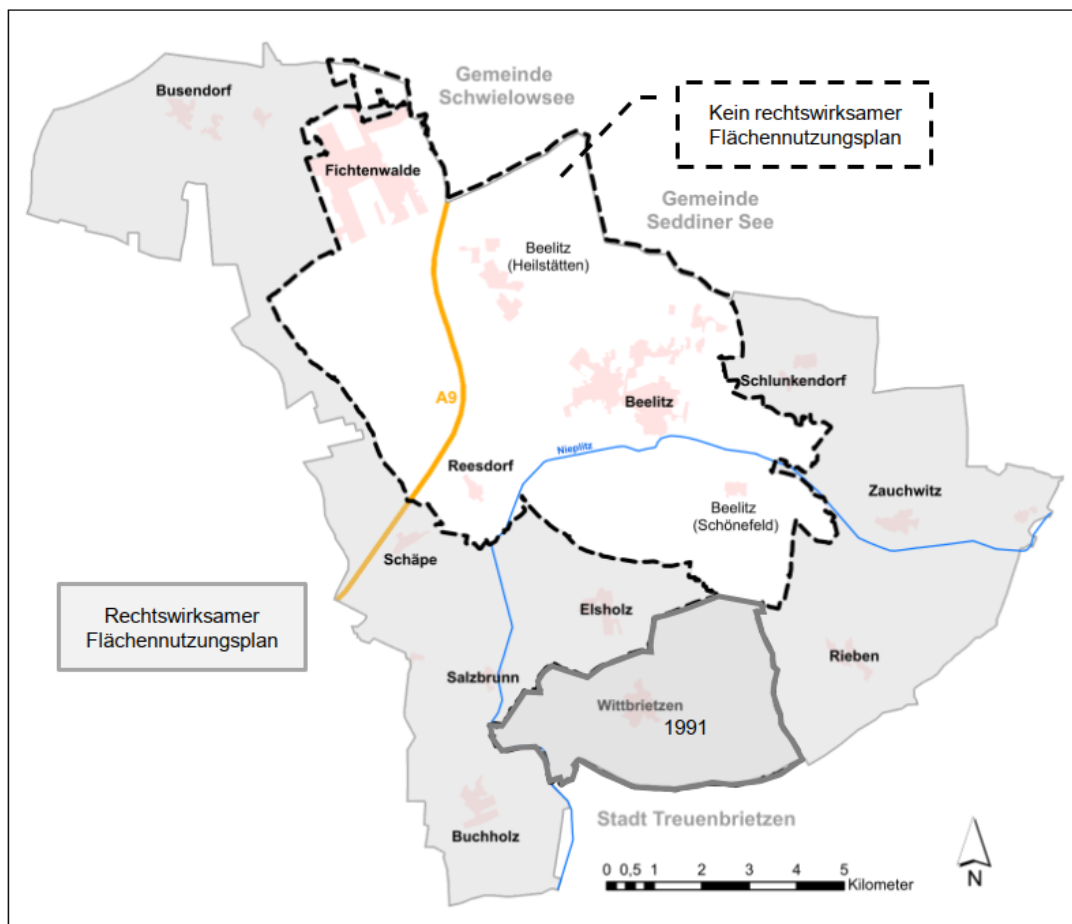 Gemeinde
Schwielowsee
Busendorf
Kein rechtswirksamer
Flächennutzungsplan
Fichtenwalde
Gemeinde
Seddiner See
Beelitz
(Heilstätten)
Schlunkendorf
A9
Beelitz
Nieplitz
Reesdorf
Zauchwitz
Beelitz
(Schönefeld)
Schäpe
Rechtswirksamer
Flächennutzungsplan
Elsholz
Rieben
Salzbrunn
Wittbrietzen
1991
Stadt Treuenbrietzen
Buchholz
0 0,5 1 2 3 4 5
Kilometer
N